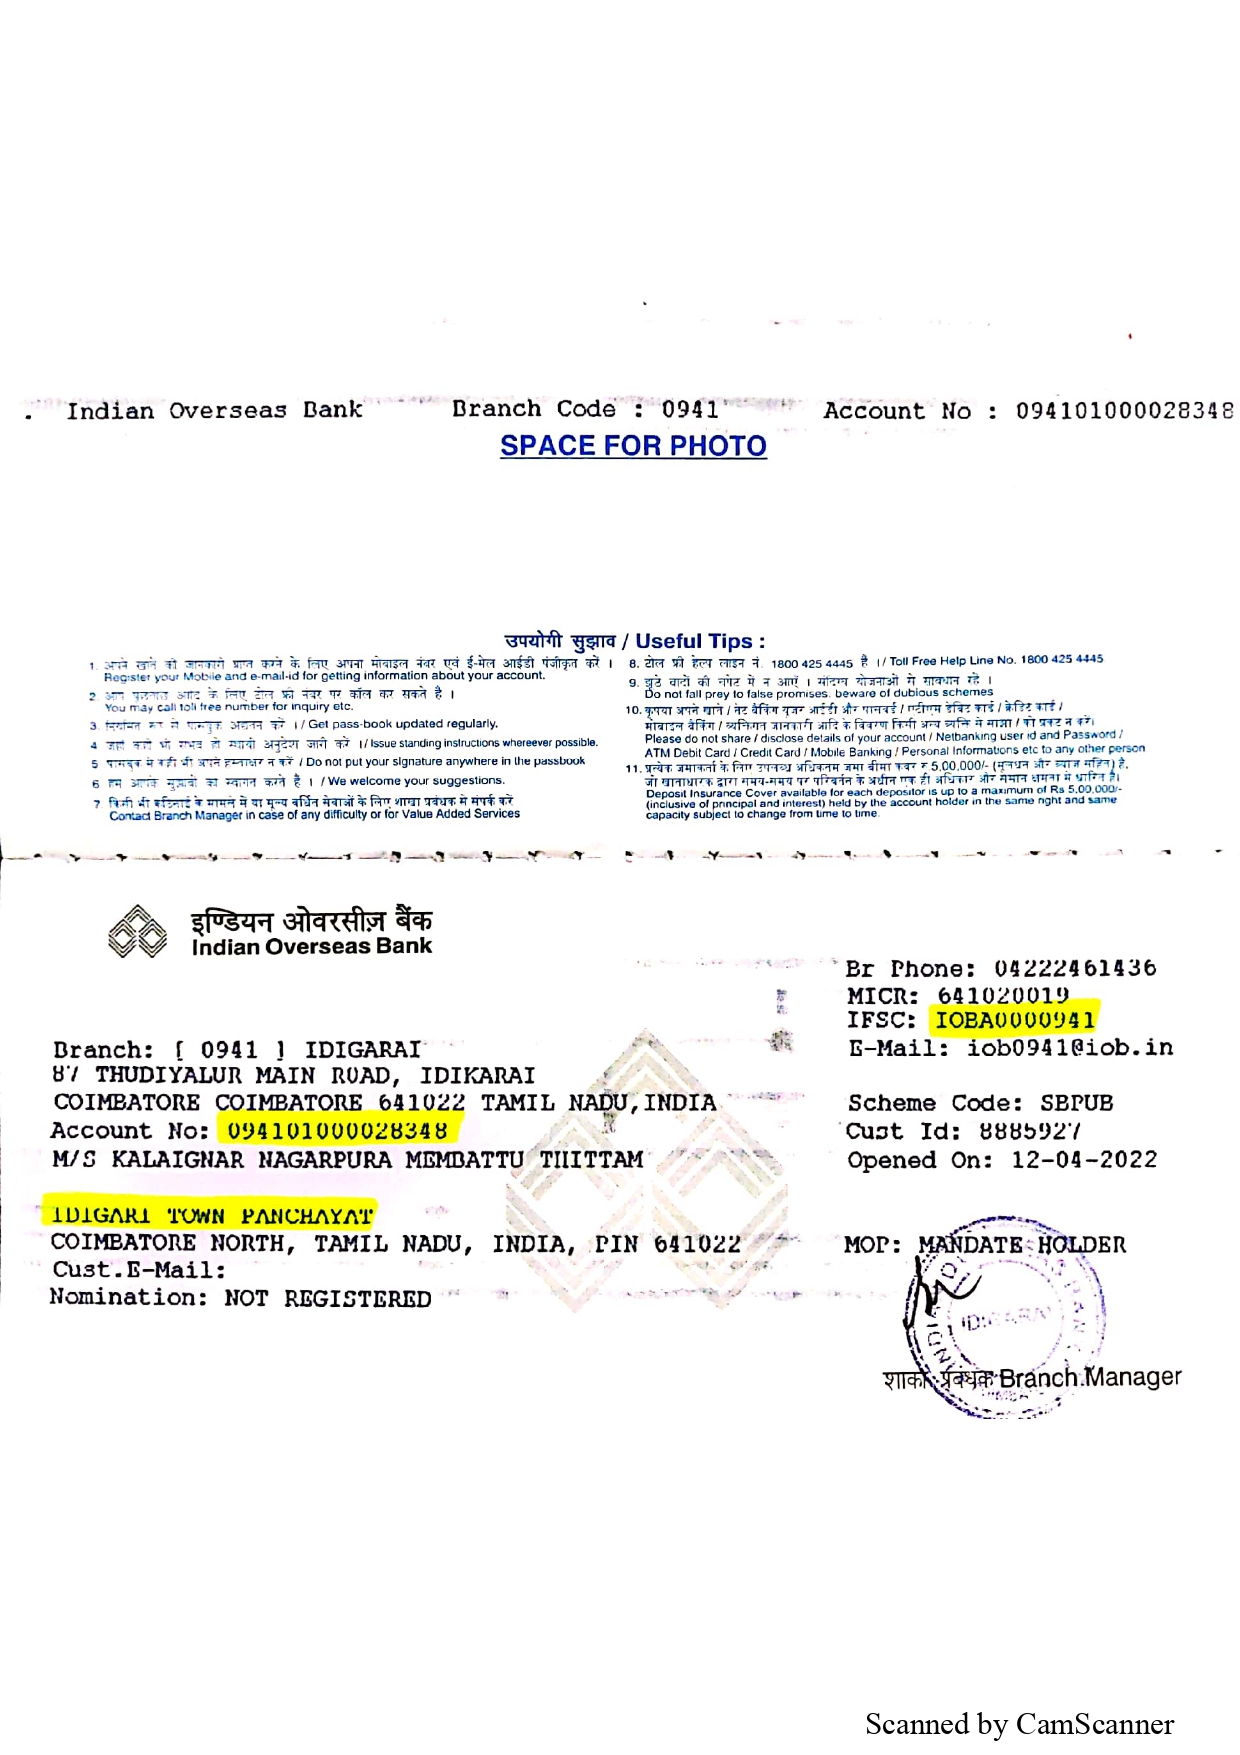 . Indian Overseas Bank Branch Code : 0941 Account No : 094101000028348
SPACE FOR PHOTO
उपयोगी सुझाव / Useful Tips :
1. अपने खाते की जानकारी प्राप्त करने के लिए अपना मोबाइल नंबर एवं ई-मेल आईडी पंजीकृत करें ।
Register your Mobile and e-mail-id for getting information about your account.
2. आप के लिए टोल फ्री नंबर पर कॉल कर सकते है ।
You may call toll free number for inquiry etc.
3. नियमित रूप से पासबुक अद्यतन करें ।/ Get pass-book updated regularly.
4 जहां कहीं भी संभव हो स्थायी अनुदेश जारी करें ।/ Issue standing instructions whereever possible.
5 पासबुक में कहीं भी अपने हस्ताक्षर न करें / Do not put your signature anywhere in the passbook
6 हम आपके सुझावों का स्वागत करते है । / We welcome your suggestions.
7 किसी भी कठिनाई के मामले में या मूल्य वर्धित सेवाओं के लिए शाखा प्रबंधक से संपर्क करें
Contact Branch Manager in case of any difficulty or for Value Added Services
8. टोल फ्री हेल्प लाइन नं. 1800 425 4445 है ।/ Toll Free Help Line No. 1800 425 4445
9. झूठे वादों की चपेट में न आएँ । संदिग्ध योजनाओं से सावधान रहें ।
Do not fall prey to false promises. beware of dubious schemes
10. कृपया अपने खाते / नेट बैंकिंग यूजर आईडी और पासवर्ड / एटीएम डेबिट कार्ड / क्रेडिट कार्ड /
मोबाइल बैंकिंग / व्यक्तिगत जानकारी आदि के विवरण किसी अन्य व्यक्ति से साझा / को प्रकट न करें।
Please do not share / disclose details of your account / Netbanking user id and Password /
ATM Debit Card / Credit Card / Mobile Banking / Personal Informations etc to any other person
11. प्रत्येक जमाकर्ता के लिए उपलब्ध अधिकतम जमा बीमा कवर रु 5,00,000/- (मूलधन और ब्याज सहित) है,
जो खाताधारक द्वारा समय-समय पर परिवर्तन के अधीन एक ही अधिकार और समान क्षमता में धारित है।
Deposit Insurance Cover available for each depositor is up to a maximum of Rs 5,00,000/-
(inclusive of principal and interest) held by the account holder in the same right and same
capacity subject to change from time to time.
इण्डियन ओवरसीज़ बैंक
Indian Overseas Bank
Br Phone: 04222461436
MICR: 641020019
IFSC: IOBA0000941
E-Mail: iob0941@iob.in
Branch: [ 0941 ] IDIGARAI
87 THUDIYALUR MAIN ROAD, IDIKARAI
COIMBATORE COIMBATORE 641022 TAMIL NADU,INDIA
Account No: 094101000028348
M/S KALAIGNAR NAGARPURA MEMBATTU THITTAM
Scheme Code: SBPUB
Cust Id: 8885927
Opened On: 12-04-2022
IDIGARI TOWN PANCHAYAT
COIMBATORE NORTH, TAMIL NADU, INDIA, PIN 641022
Cust.E-Mail:
Nomination: NOT REGISTERED
MOP: MANDATE HOLDER
शाखा प्रबंधक Branch Manager
Scanned by CamScanner